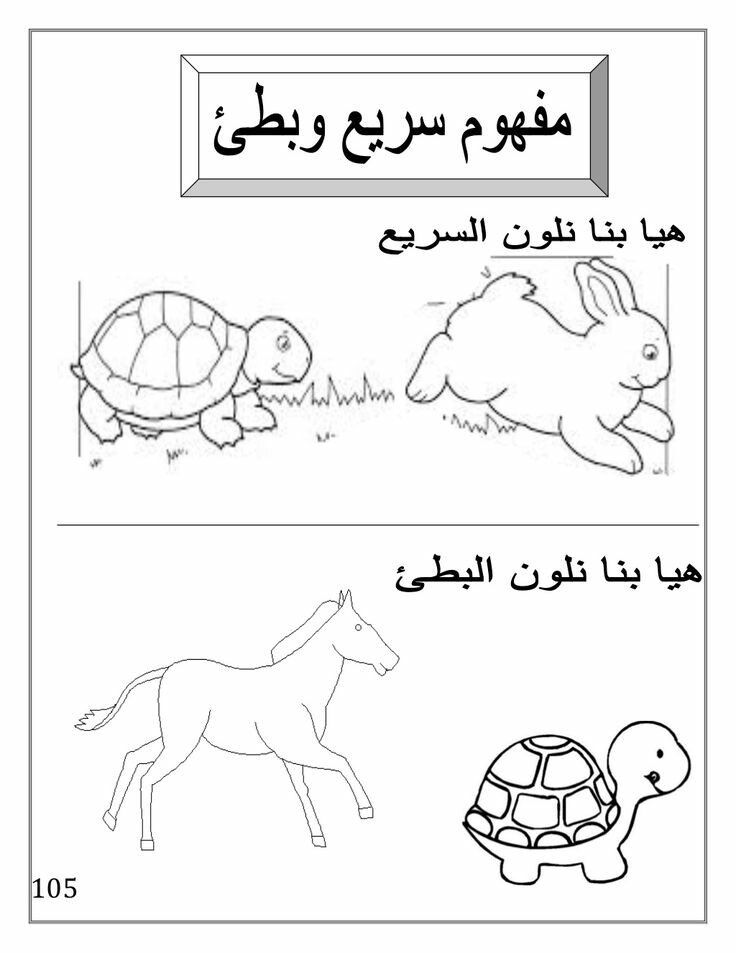 مفهوم سريع وبطئ
هيا بنا نلون السريع
هيا بنا نلون البطئ
105